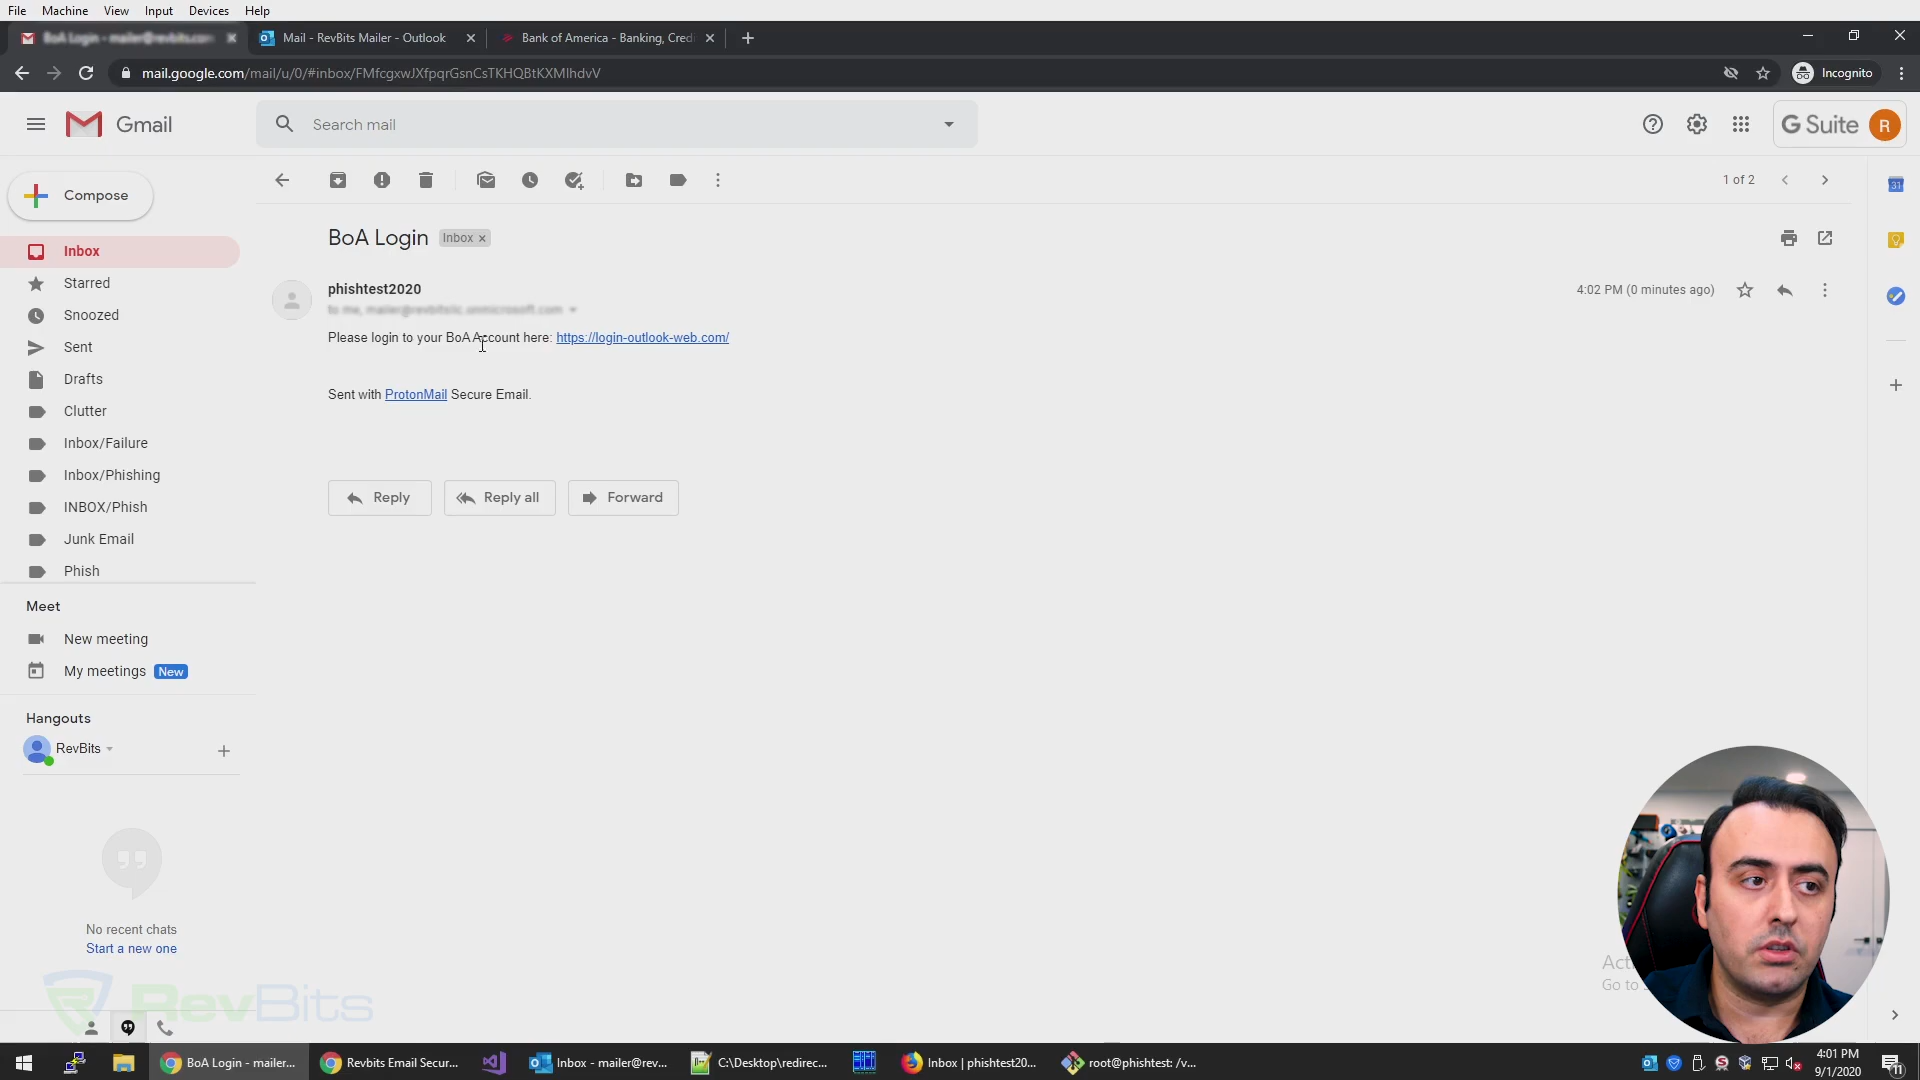 File Machine View Input Devices Help
Mail - RevBits Mailer - Outlook
Bank of America - Banking, Cred
mail.google.com/mail/u/0/#inbox/FMfcgxwJXfpqrGsnCsTKHQBtKXMlhdvV
Incognito
Gmail
Search mail
G Suite
R
Compose
1 of 2
31
BoA Login
Inbox ×
Inbox
Starred
Snoozed
Sent
Drafts
Clutter
Inbox/Failure
Inbox/Phishing
INBOX/Phish
Junk Email
Phish
phishtest2020
4:02 PM (0 minutes ago)
Please login to your BoA Account here: https://login-outlook-web.com/
Sent with ProtonMail Secure Email.
Reply
Reply all
Forward
Meet
New meeting
My meetings New
Hangouts
RevBits
No recent chats
Start a new one
RevBits
Go to
BoA Login - mailer...
Revbits Email Secur...
Inbox - mailer@rev...
C:\Desktop\redirec...
Inbox | phishtest20...
root@phishtest: /v...
4:01 PM
9/1/2020
11